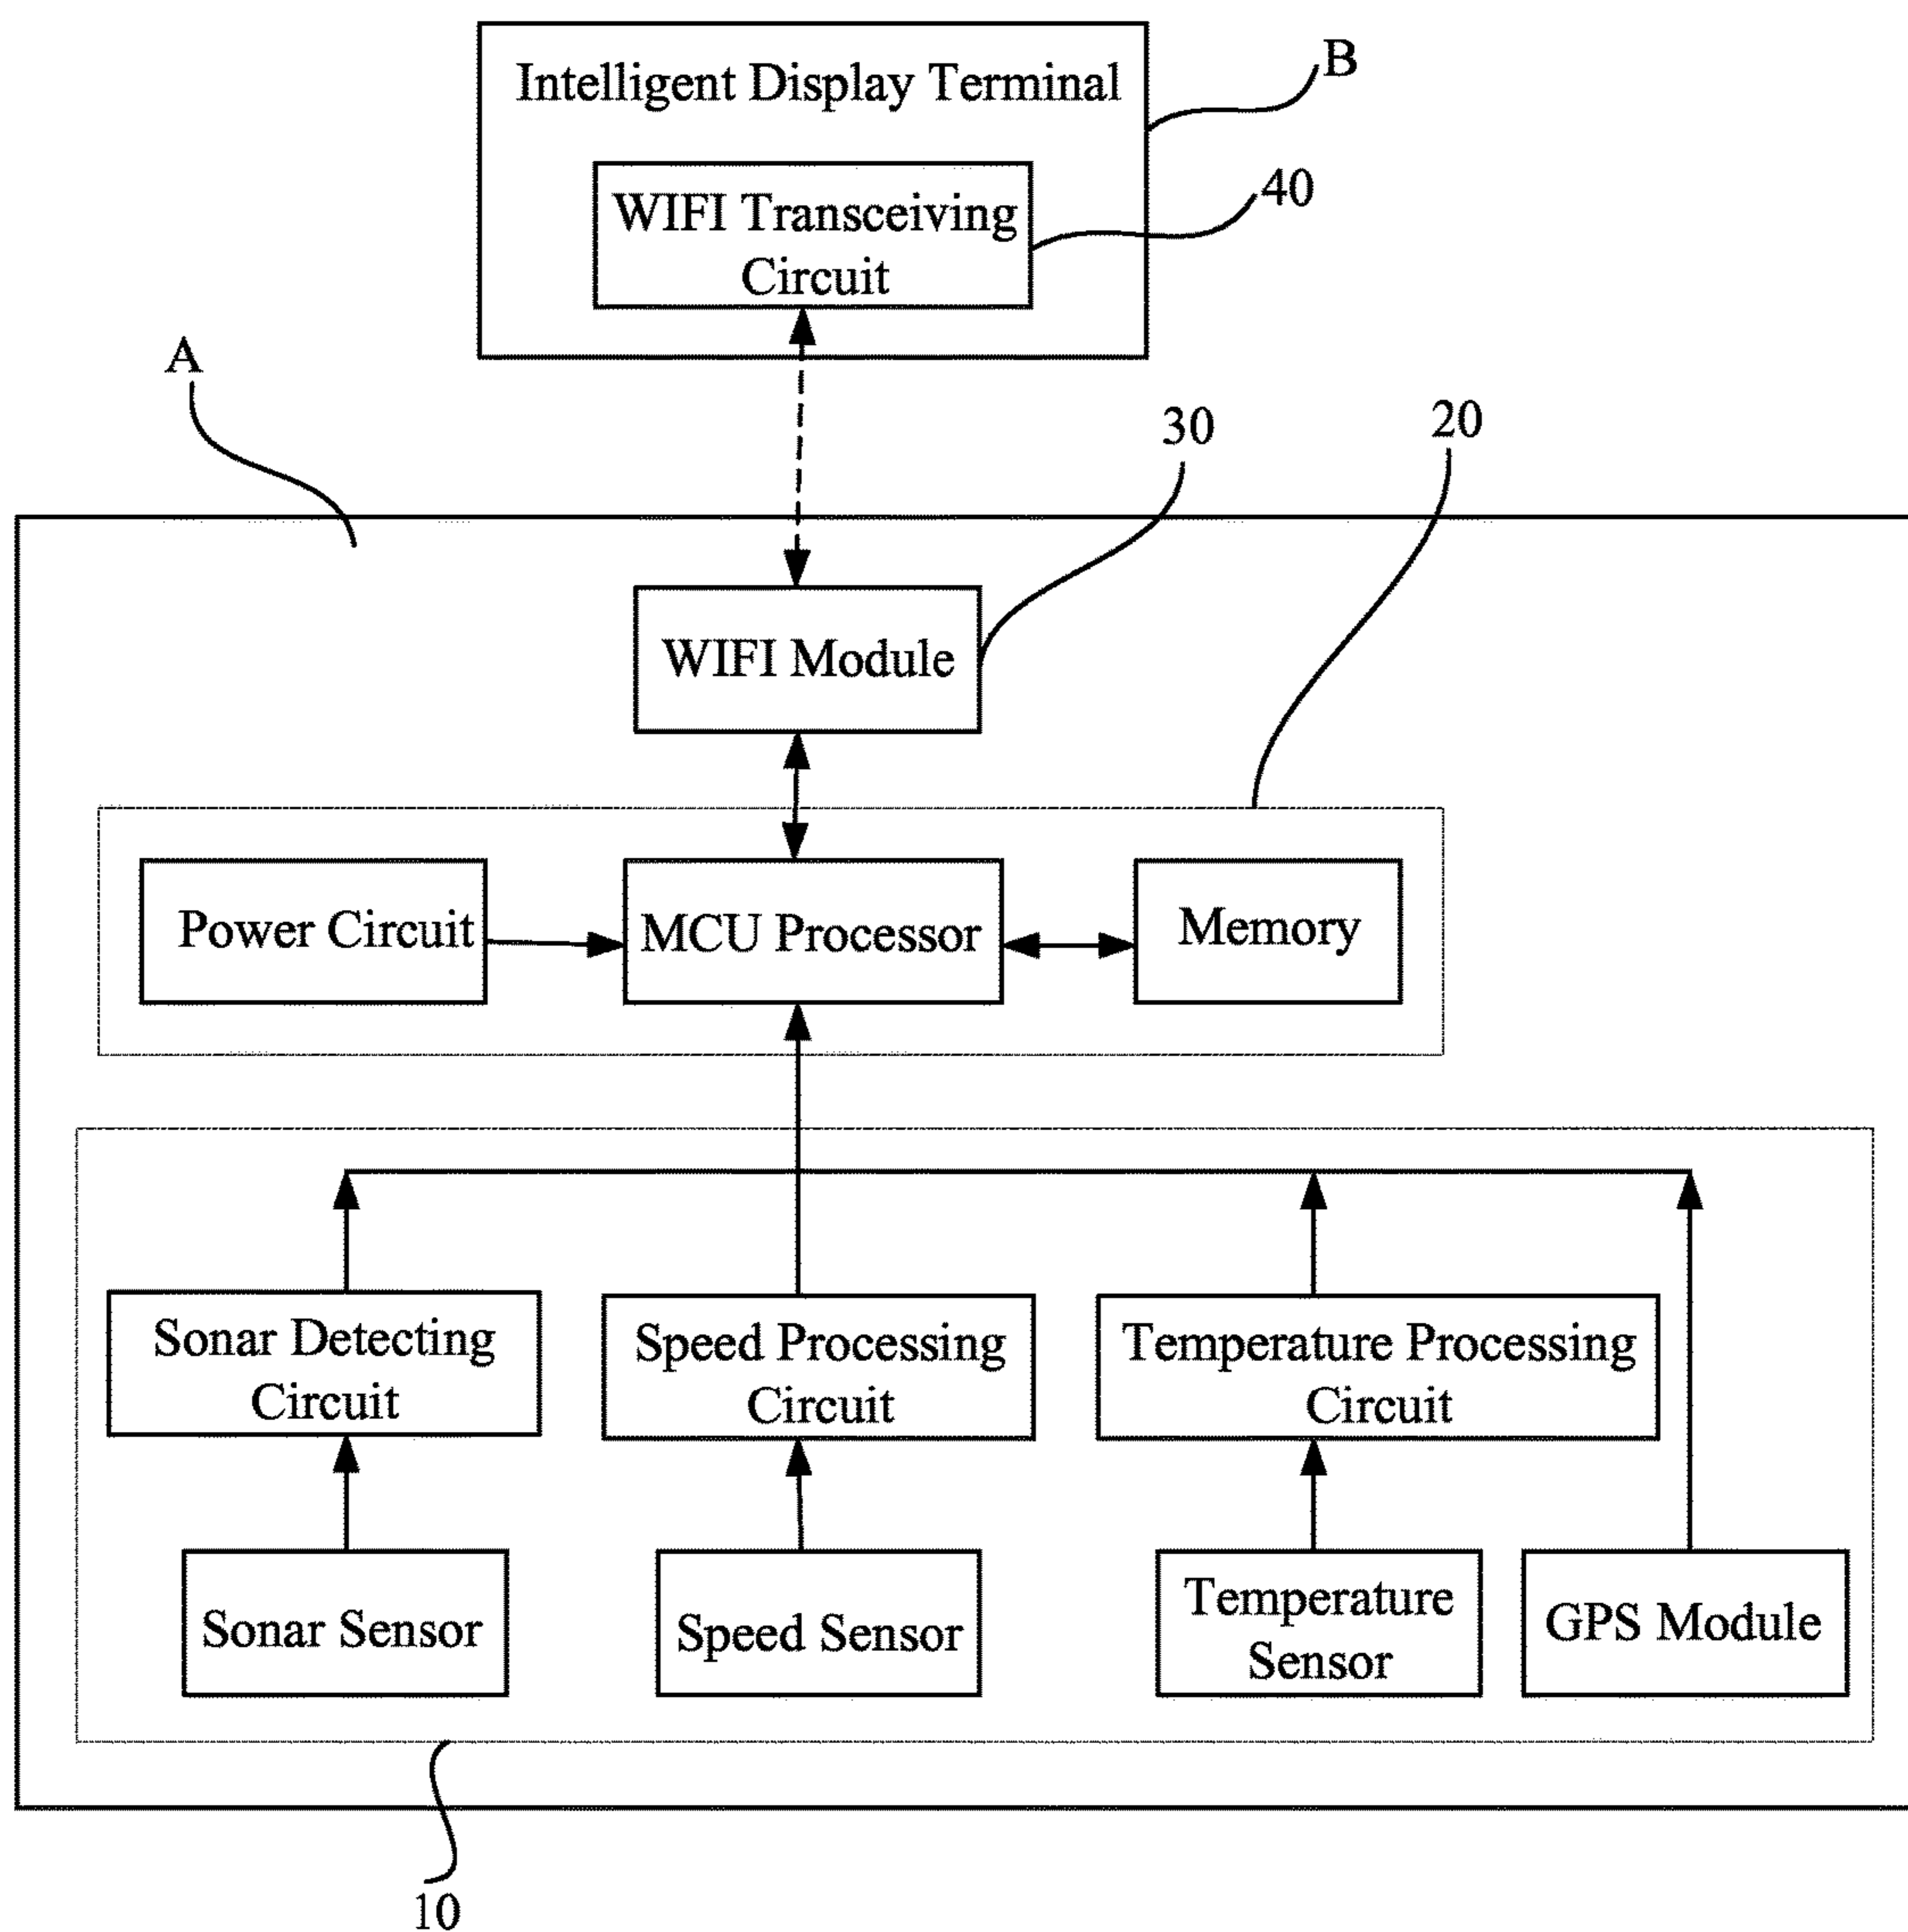 Intelligent Display Terminal
B
WIFI Transceiving
Circuit
40
A
30
20
WIFI Module
Power Circuit
MCU Processor
Memory
Sonar Detecting
Circuit
Speed Processing
Circuit
Temperature Processing
Circuit
Sonar Sensor
Speed Sensor
Temperature
Sensor
GPS Module
10